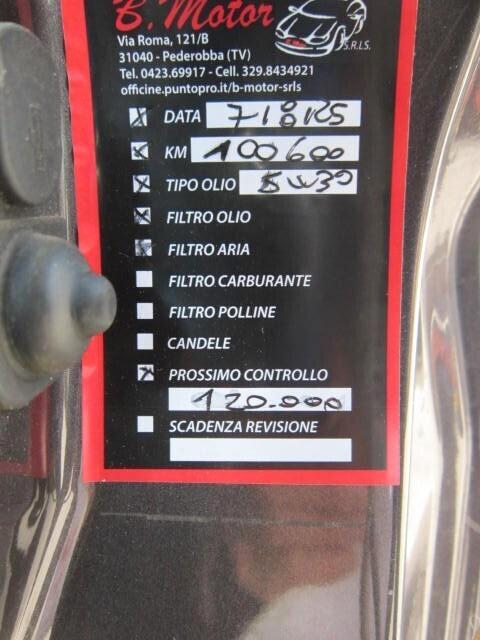 B. Motor
S.R.L.S.
Via Roma, 121/B
31040 - Pederobba (TV)
Tel. 0423.69917 - Cell. 329.8434921
officine.puntopro.it/b-motor-srls
DATA
KM 100600
TIPO OLIO 5W30
FILTRO OLIO
FILTRO ARIA
FILTRO CARBURANTE
FILTRO POLLINE
CANDELE
PROSSIMO CONTROLLO
120.000
SCADENZA REVISIONE